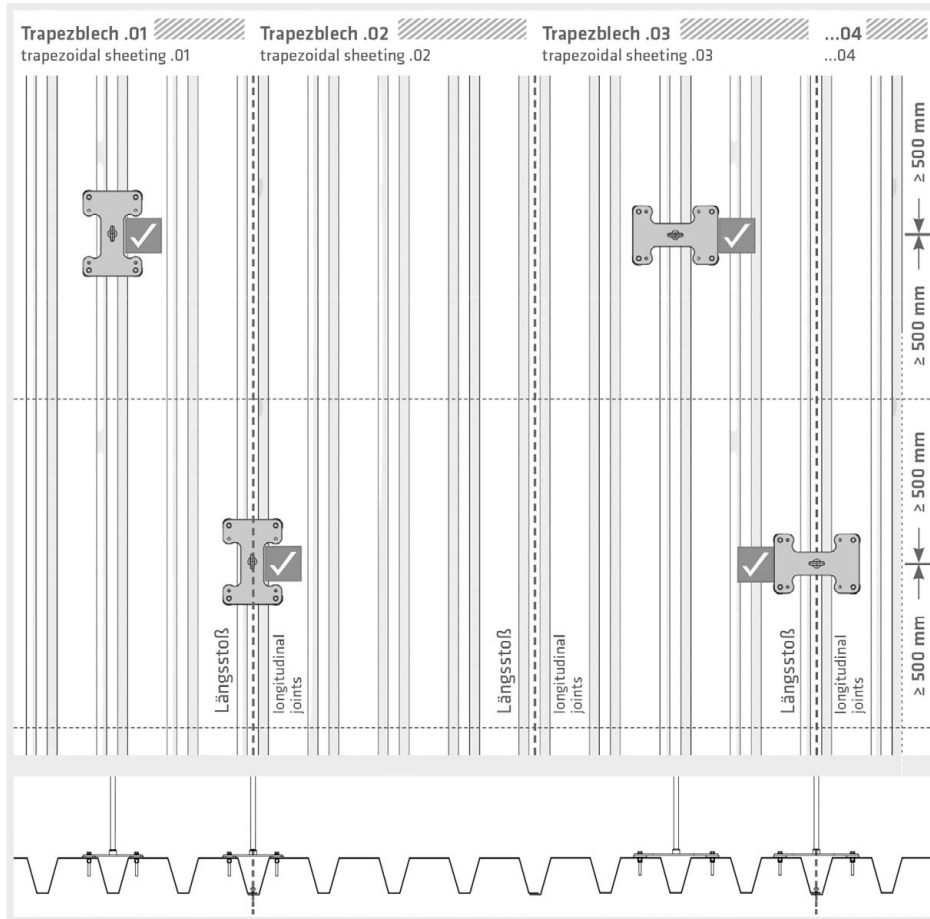 Trapezblech .01
trapezoidal sheeting .01
Trapezblech .02
trapezoidal sheeting .02
Trapezblech .03
trapezoidal sheeting .03
...04
...04
≥ 500 mm
≥ 500 mm
≥ 500 mm
≥ 500 mm
Längsstoß
longitudinal
joints
Längsstoß
longitudinal
joints
Längsstoß
longitudinal
joints